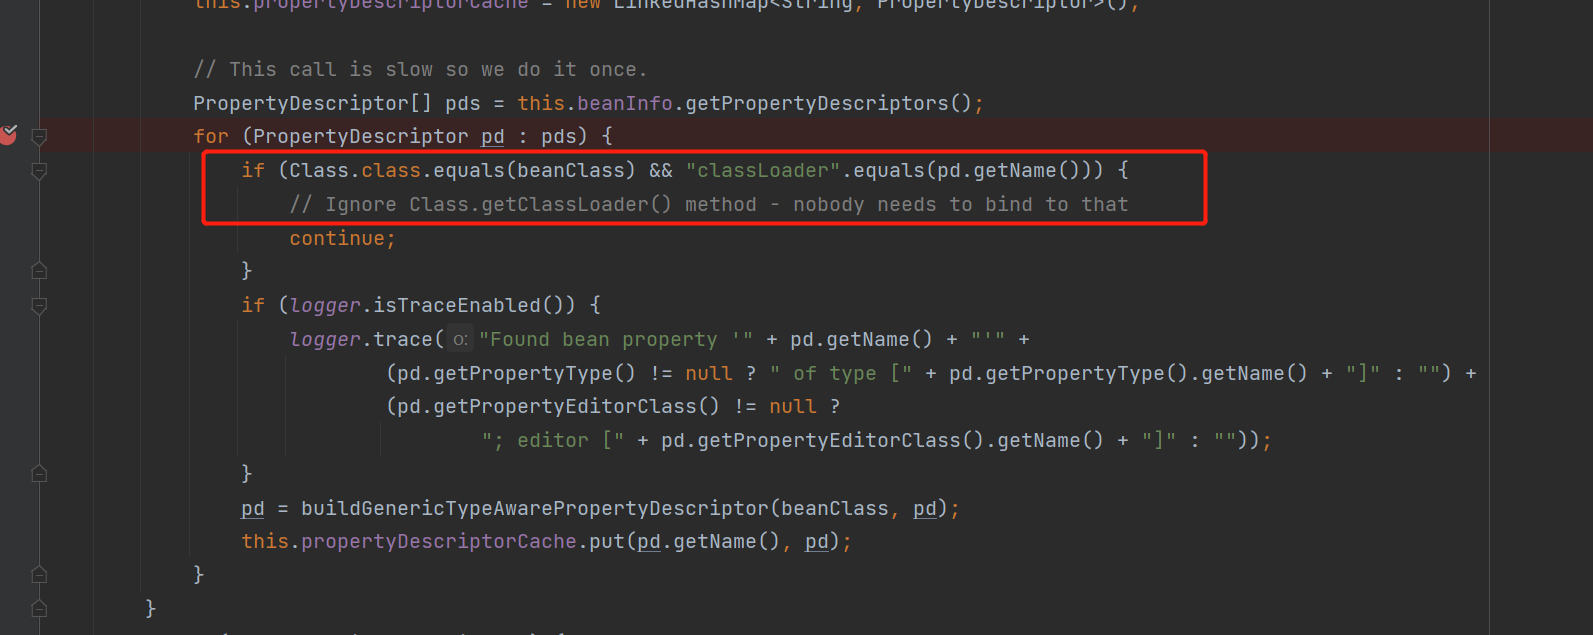 this.propertyDescriptorCache = new LinkedHashMap<String, PropertyDescriptor>();
// This call is slow so we do it once.
PropertyDescriptor[] pds = this.beanInfo.getPropertyDescriptors();
for (PropertyDescriptor pd : pds) {
if (Class.class.equals(beanClass) && "classLoader".equals(pd.getName())) {
// Ignore Class.getClassLoader() method - nobody needs to bind to that
continue;
}
if (logger.isTraceEnabled()) {
logger.trace( o: "Found bean property '" + pd.getName() + "'" +
(pd.getPropertyType() != null ? " of type [" + pd.getPropertyType().getName() + "]" : "") +
(pd.getPropertyEditorClass() != null ?
"; editor [" + pd.getPropertyEditorClass().getName() + "]" : ""));
}
pd = buildGenericTypeAwarePropertyDescriptor(beanClass, pd);
this.propertyDescriptorCache.put(pd.getName(), pd);
}
}